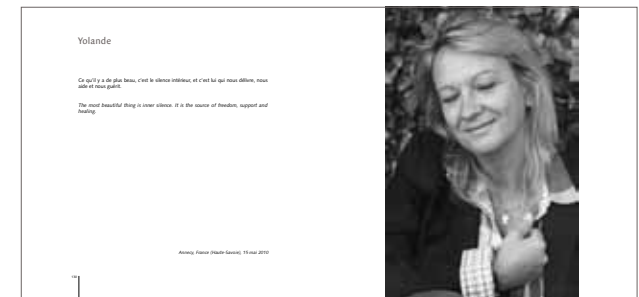 Yolande
Ce qu'il y a de plus beau, c'est le silence intérieur, et c'est lui qui nous délivre, nous
aide et nous guérit.
The most beautiful thing is inner silence. It is the source of freedom, support and
healing.
Annecy, France (Haute-Savoie), 15 mai 2010